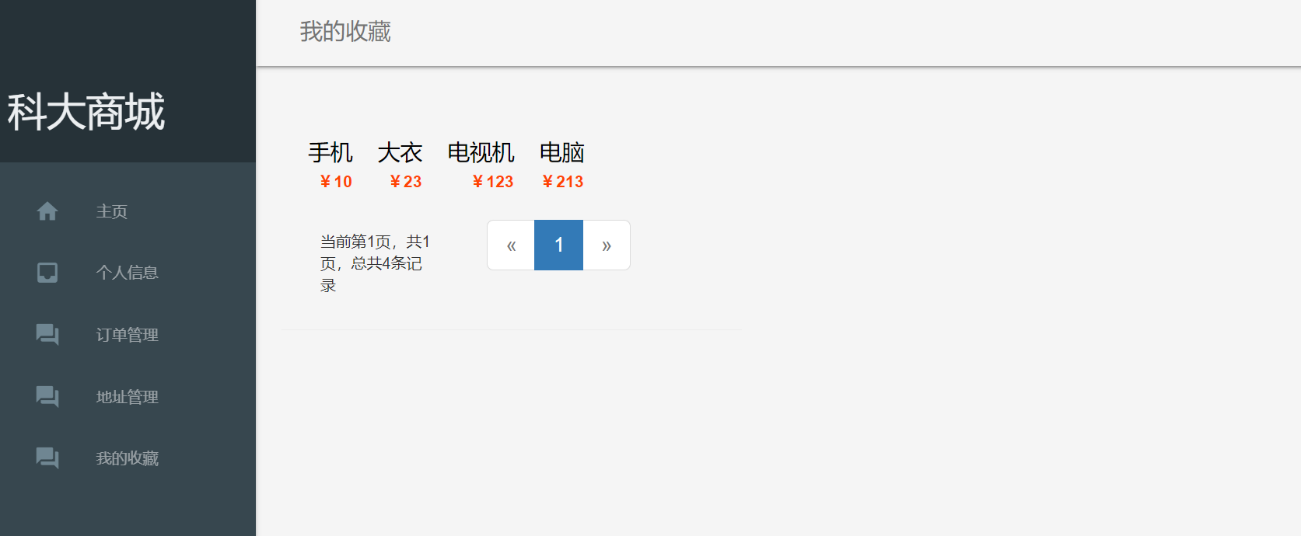 我的收藏
科大商城
主页
个人信息
订单管理
地址管理
我的收藏
手机 大衣 电视机 电脑
￥10 ￥23 ￥123 ￥213
当前第1页，共1
页，总共4条记
录
« 1 »